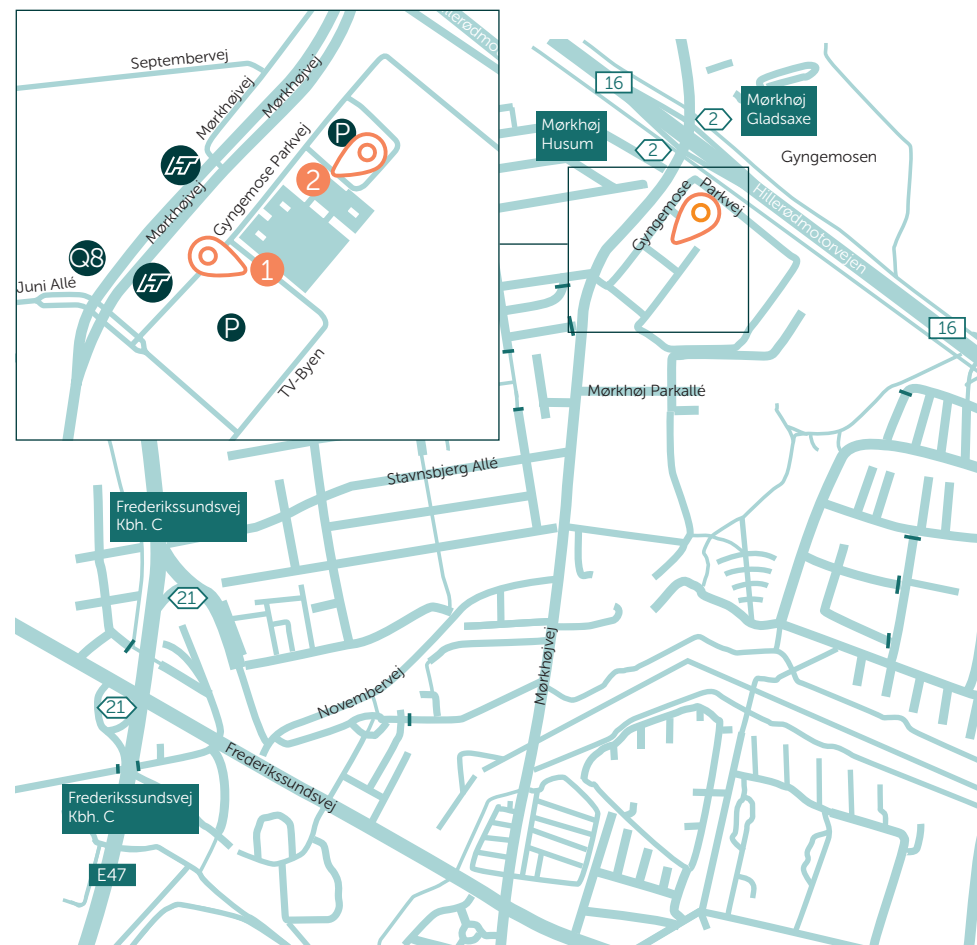 Septembervej
Mørkhøjvej
Mørkhøjvej
Mørkhøjvej
Gyngemose Parkvej
P
2
HT
Q8
HT
1
Juni Allé
P
TV-Byen
16
Mørkhøj
Gladsaxe
2
Mørkhøj
Husum
2
Gyngemosen
Gyngemose
Parkvej
Hillerødmotorvejen
16
Mørkhøj Parkallé
Stavnsbjerg Allé
Frederikssundsvej
Kbh. C
21
Mørkhøjvej
Novembervej
21
Frederikssundsvej
Frederikssundsvej
Kbh. C
E47